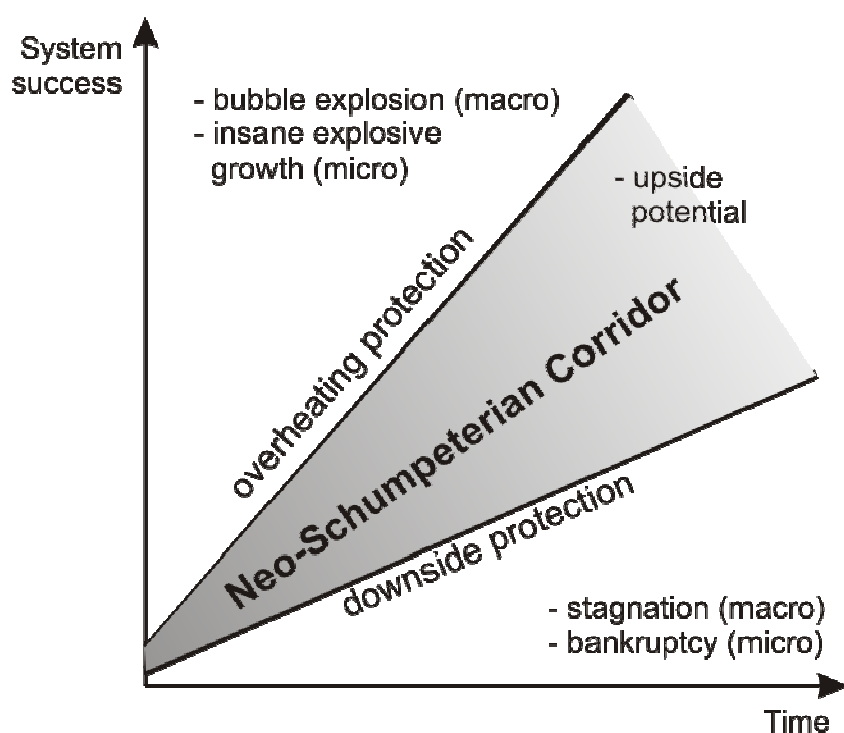 System
success
- bubble explosion (macro)
- insane explosive
growth (micro)
- upside
potential
overheating protection
Neo-Schumpeterian Corridor
downside protection
- stagnation (macro)
- bankruptcy (micro)
Time